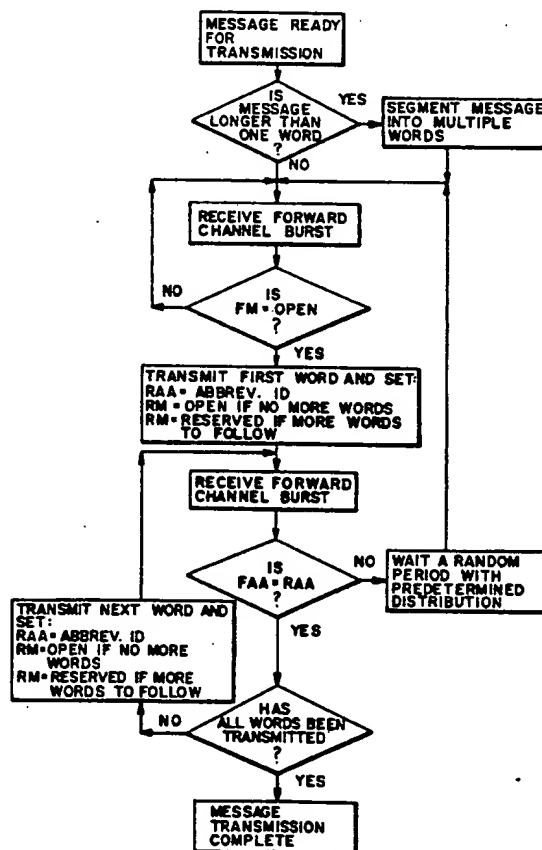 MESSAGE READY
FOR
TRANSMISSION
IS
MESSAGE
LONGER THAN
ONE WORD
?
YES
SEGMENT MESSAGE
INTO MULTIPLE
WORDS
NO
RECEIVE FORWARD
CHANNEL BURST
IS
FM = OPEN
?
NO
YES
TRANSMIT FIRST WORD AND SET:
RAA = ABBREV. ID
RM = OPEN IF NO MORE WORDS
RM = RESERVED IF MORE WORDS
TO FOLLOW
RECEIVE FORWARD
CHANNEL BURST
IS
FAA = RAA
?
NO
WAIT A RANDOM
PERIOD WITH
PREDETERMINED
DISTRIBUTION
YES
TRANSMIT NEXT WORD AND
SET:
RAA = ABBREV. ID
RM = OPEN IF NO MORE
WORDS
RM = RESERVED IF MORE
WORDS TO FOLLOW
HAS
ALL WORDS BEEN
TRANSMITTED
?
NO
YES
MESSAGE
TRANSMISSION
COMPLETE